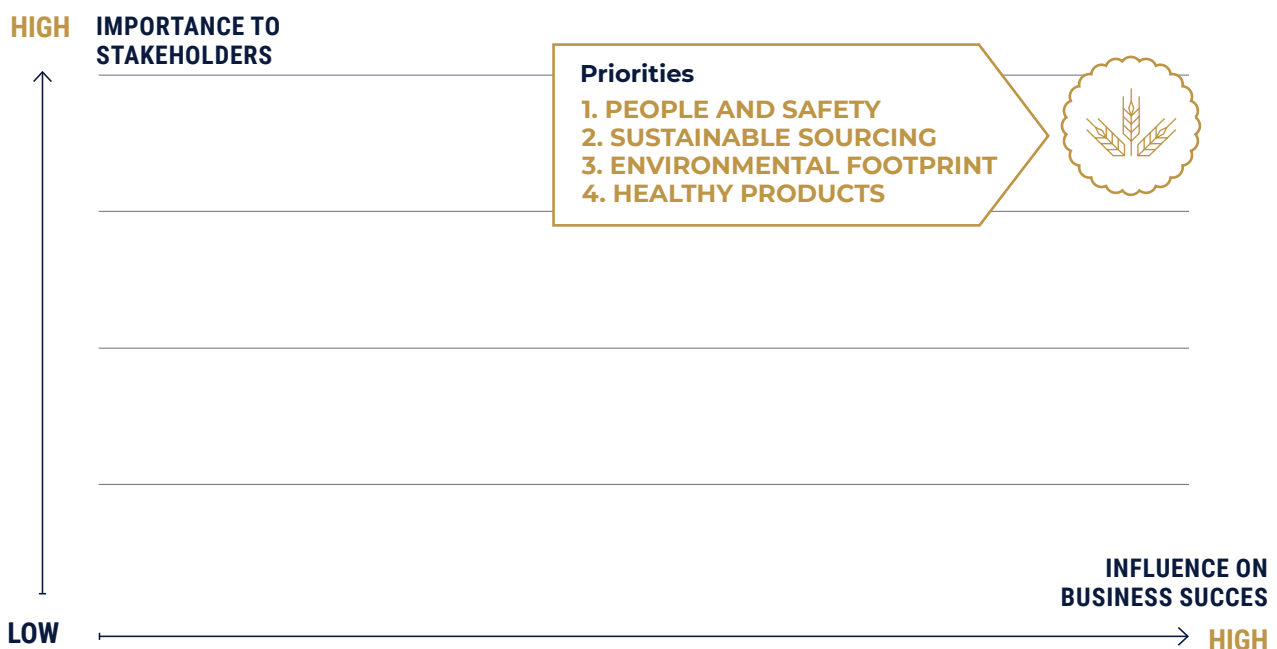 HIGH
IMPORTANCE TO
STAKEHOLDERS
Priorities
1. PEOPLE AND SAFETY
2. SUSTAINABLE SOURCING
3. ENVIRONMENTAL FOOTPRINT
4. HEALTHY PRODUCTS
INFLUENCE ON
BUSINESS SUCCES
LOW
HIGH